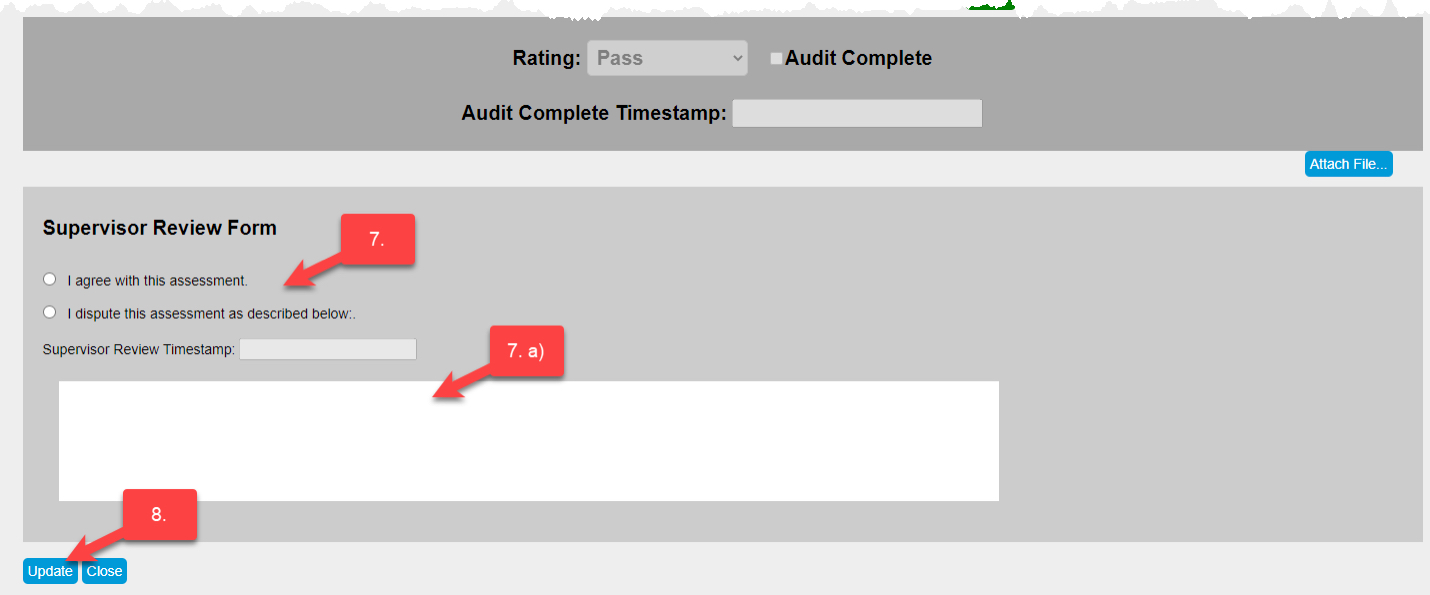 Rating: Pass Audit Complete
Audit Complete Timestamp:
Attach File...
Supervisor Review Form
7.
I agree with this assessment.
I dispute this assessment as described below:.
Supervisor Review Timestamp:
7. a)
8.
Update Close